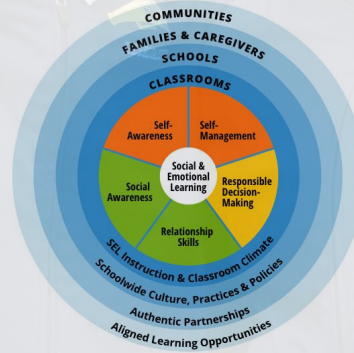 COMMUNITIES
FAMILIES & CAREGIVERS
SCHOOLS
CLASSROOMS
Self-
Awareness
Self-
Management
Social &
Emotional
Learning
Social
Awareness
Responsible
Decision-
Making
Relationship
Skills
SEL Instruction & Classroom Climate
Schoolwide Culture, Practices & Policies
Authentic Partnerships
Aligned Learning Opportunities